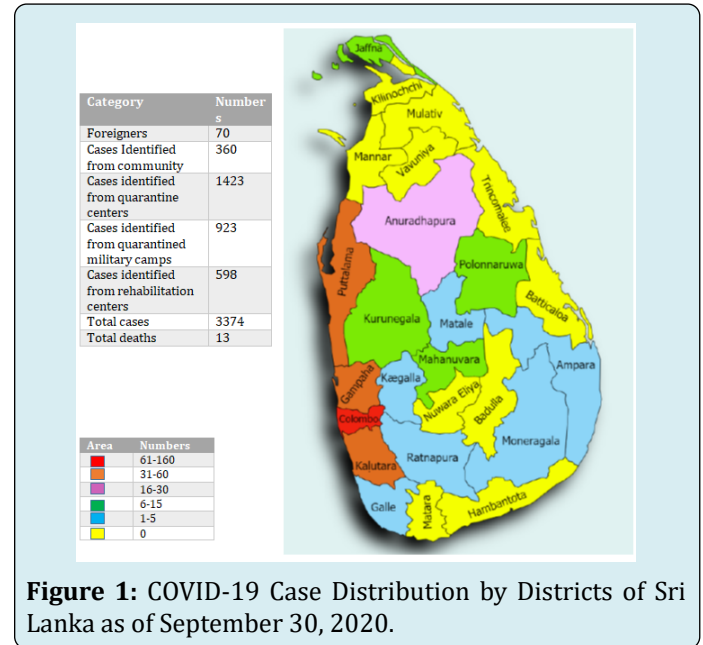 Category Number
s
Foreigners 70
Cases Identified 360
from community
Cases identified 1423
from quarantine
centers
Cases identified 923
from quarantined
military camps
Cases identified 598
from rehabilitation
centers
Total cases 3374
Total deaths 13
Area Numbers
61-160
31-60
16-30
6-15
1-5
0
Jaffna
Kilinochchi
Mulativ
Mannar
Vavuniya
Trincomalee
Anuradhapura
Puttalama
Polonnaruwa
Batticaloa
Kurunegala
Matale
Mahanuvara
Ampara
Gampaha
Kægalla
Nuwara Eliya
Badulla
Colombo
Moneragala
Kalutara
Ratnapura
Galle
Matara
Hambantota
Figure 1: COVID-19 Case Distribution by Districts of Sri
Lanka as of September 30, 2020.